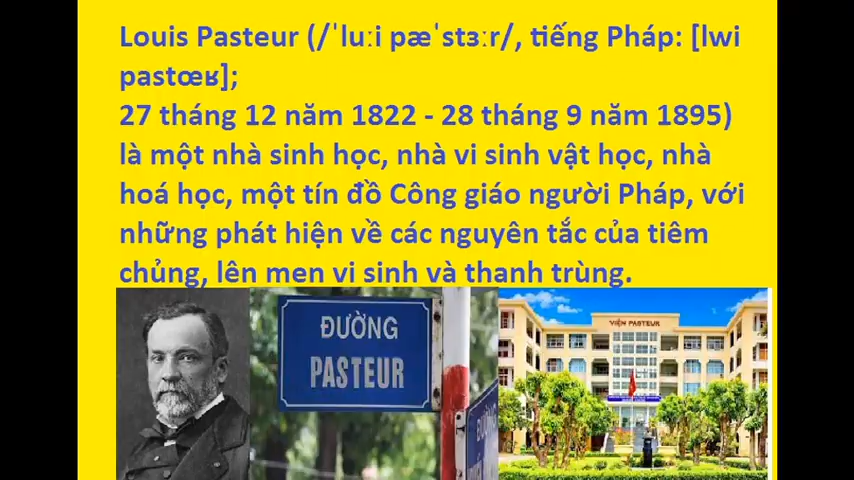 Louis Pasteur (/ˈluːi pæˈstɜːr/, tiếng Pháp: [lwi
pastœʁ];
27 tháng 12 năm 1822 - 28 tháng 9 năm 1895)
là một nhà sinh học, nhà vi sinh vật học, nhà
hoá học, một tín đồ Công giáo người Pháp, với
những phát hiện về các nguyên tắc của tiêm
chủng, lên men vi sinh và thanh trùng.
ĐƯỜNG
PASTEUR
ĐƯỜNG
VIỆN PASTEUR